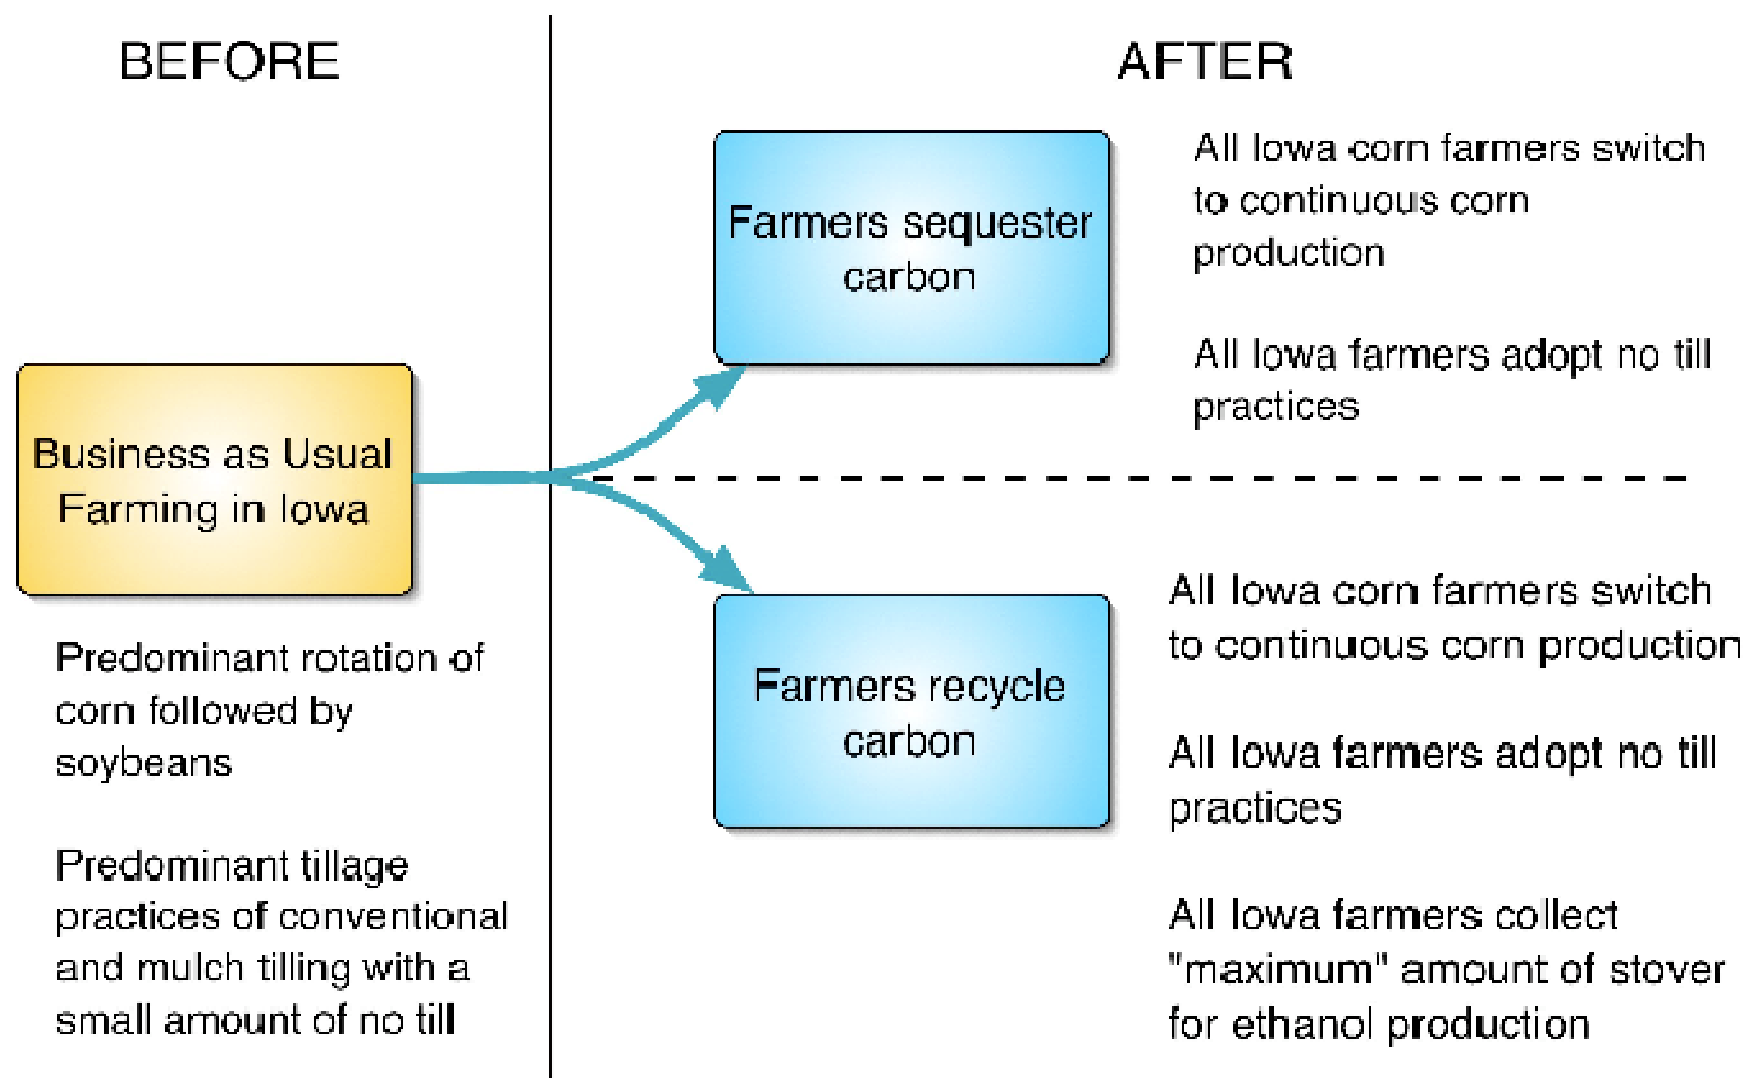 BEFORE
Business as Usual
Farming in Iowa
Predominant rotation of
corn followed by
soybeans
Predominant tillage
practices of conventional
and mulch tilling with a
small amount of no till
AFTER
Farmers sequester
carbon
All Iowa corn farmers switch
to continuous corn
production
All Iowa farmers adopt no till
practices
Farmers recycle
carbon
All Iowa corn farmers switch
to continuous corn production
All Iowa farmers adopt no till
practices
All Iowa farmers collect
"maximum" amount of stover
for ethanol production